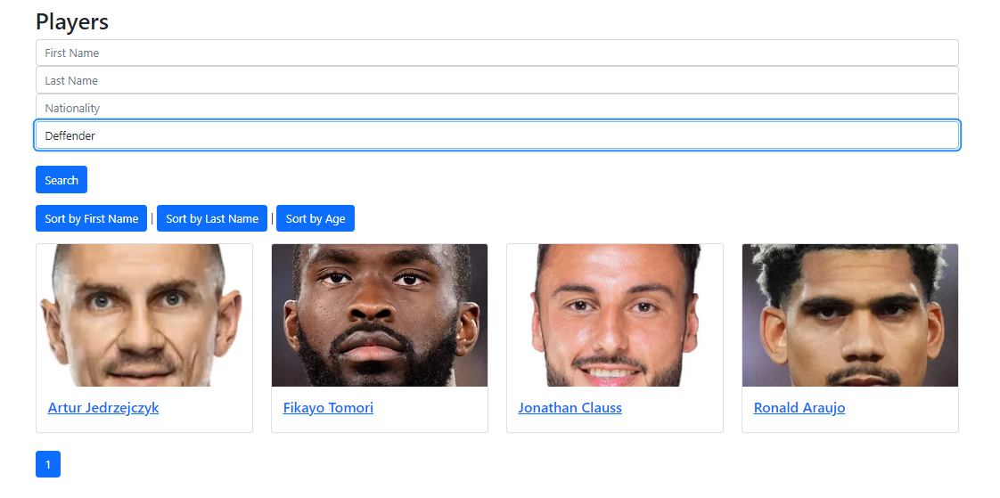 Players
First Name
Last Name
Nationality
Deffender
Search
Sort by First Name | Sort by Last Name | Sort by Age
Artur Jedrzejczyk Fikayo Tomori Jonathan Clauss Ronald Araujo
1